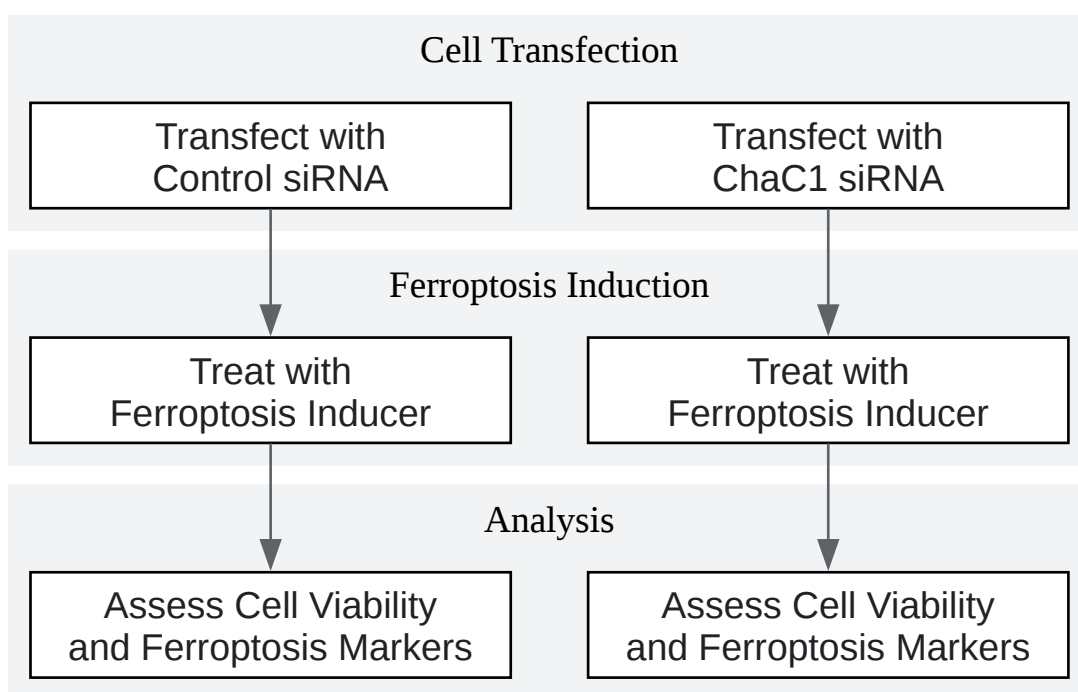 Cell Transfection
Transfect with
Control siRNA
Transfect with
ChaC1 siRNA
Ferroptosis Induction
Treat with
Ferroptosis Inducer
Treat with
Ferroptosis Inducer
Analysis
Assess Cell Viability
and Ferroptosis Markers
Assess Cell Viability
and Ferroptosis Markers